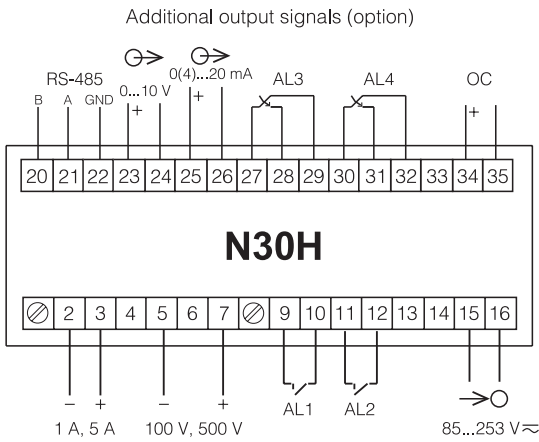 Additional output signals (option)
RS-485
0...10 V
0(4)...20 mA
AL3
AL4
OC
B A GND + + +
20 21 22 23 24 25 26 27 28 29 30 31 32 33 34 35
N30H
2 3 4 5 6 7 9 10 11 12 13 14 15 16
− + − +
AL1 AL2
1 A, 5 A 100 V, 500 V 85...253 V≂